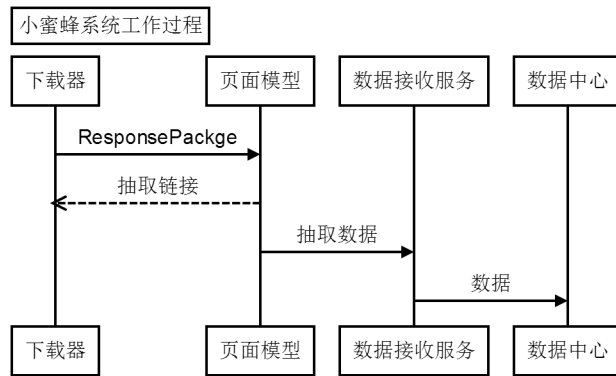 小蜜蜂系统工作过程
下载器 页面模型 数据接收服务 数据中心
ResponsePackge
抽取链接
抽取数据
数据
下载器 页面模型 数据接收服务 数据中心